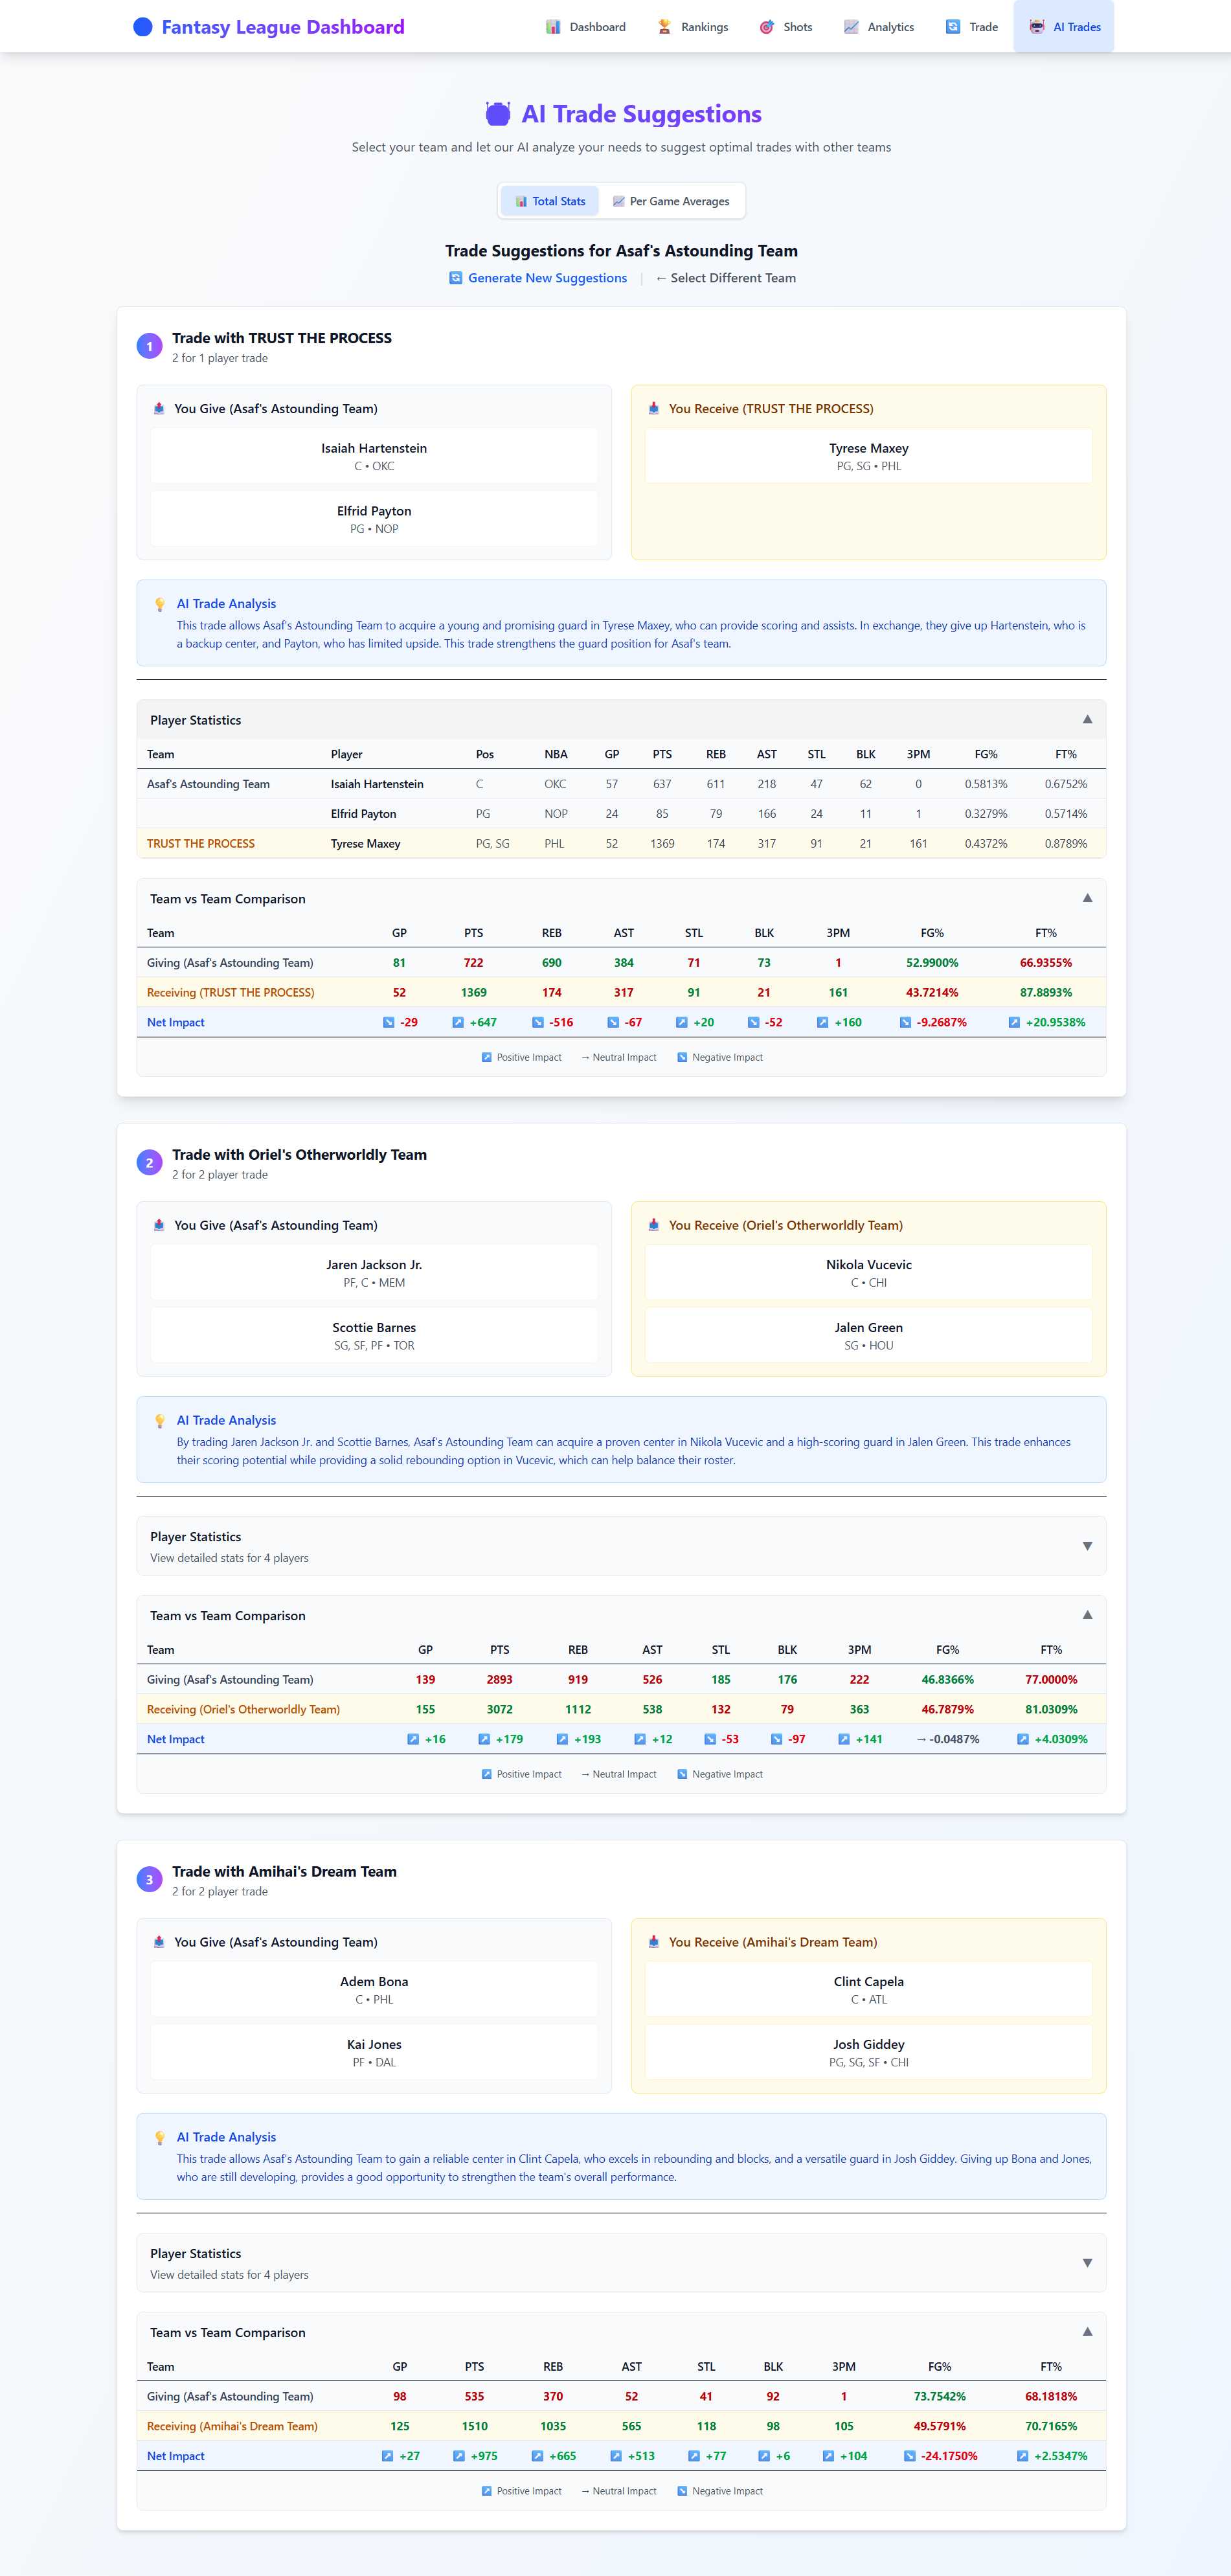 Fantasy League Dashboard
Dashboard Rankings Shots Analytics Trade AI Trades
AI Trade Suggestions
Select your team and let our AI analyze your needs to suggest optimal trades with other teams
Total Stats Per Game Averages
Trade Suggestions for Asaf's Astounding Team
Generate New Suggestions | ← Select Different Team
1
Trade with TRUST THE PROCESS
2 for 1 player trade
You Give (Asaf's Astounding Team)
Isaiah Hartenstein
C • OKC
Elfrid Payton
PG • NOP
You Receive (TRUST THE PROCESS)
Tyrese Maxey
PG, SG • PHL
AI Trade Analysis
This trade allows Asaf's Astounding Team to acquire a young and promising guard in Tyrese Maxey, who can provide scoring and assists. In exchange, they give up Hartenstein, who is
a backup center, and Payton, who has limited upside. This trade strengthens the guard position for Asaf's team.
Player Statistics ▲
Team Player Pos NBA GP PTS REB AST STL BLK 3PM FG% FT%
Asaf's Astounding Team Isaiah Hartenstein C OKC 57 637 611 218 47 62 0 0.5813% 0.6752%
Elfrid Payton PG NOP 24 85 79 166 24 11 1 0.3279% 0.5714%
TRUST THE PROCESS Tyrese Maxey PG, SG PHL 52 1369 174 317 91 21 161 0.4372% 0.8789%
Team vs Team Comparison ▲
Team GP PTS REB AST STL BLK 3PM FG% FT%
Giving (Asaf's Astounding Team) 81 722 690 384 71 73 1 52.9900% 66.9355%
Receiving (TRUST THE PROCESS) 52 1369 174 317 91 21 161 43.7214% 87.8893%
Net Impact ↘ -29 ↗ +647 ↘ -516 ↘ -67 ↗ +20 ↘ -52 ↗ +160 ↘ -9.2687% ↗ +20.9538%
↗ Positive Impact → Neutral Impact ↘ Negative Impact
2
Trade with Oriel's Otherworldly Team
2 for 2 player trade
You Give (Asaf's Astounding Team)
Jaren Jackson Jr.
PF, C • MEM
Scottie Barnes
SG, SF, PF • TOR
You Receive (Oriel's Otherworldly Team)
Nikola Vucevic
C • CHI
Jalen Green
SG • HOU
AI Trade Analysis
By trading Jaren Jackson Jr. and Scottie Barnes, Asaf's Astounding Team can acquire a proven center in Nikola Vucevic and a high-scoring guard in Jalen Green. This trade enhances
their scoring potential while providing a solid rebounding option in Vucevic, which can help balance their roster.
Player Statistics ▼
View detailed stats for 4 players
Team vs Team Comparison ▲
Team GP PTS REB AST STL BLK 3PM FG% FT%
Giving (Asaf's Astounding Team) 139 2893 919 526 185 176 222 46.8366% 77.0000%
Receiving (Oriel's Otherworldly Team) 155 3072 1112 538 132 79 363 46.7879% 81.0309%
Net Impact ↗ +16 ↗ +179 ↗ +193 ↗ +12 ↘ -53 ↘ -97 ↗ +141 → -0.0487% ↗ +4.0309%
↗ Positive Impact → Neutral Impact ↘ Negative Impact
3
Trade with Amihai's Dream Team
2 for 2 player trade
You Give (Asaf's Astounding Team)
Adem Bona
C • PHL
Kai Jones
PF • DAL
You Receive (Amihai's Dream Team)
Clint Capela
C • ATL
Josh Giddey
PG, SG, SF • CHI
AI Trade Analysis
This trade allows Asaf's Astounding Team to gain a reliable center in Clint Capela, who excels in rebounding and blocks, and a versatile guard in Josh Giddey. Giving up Bona and Jones,
who are still developing, provides a good opportunity to strengthen the team's overall performance.
Player Statistics ▼
View detailed stats for 4 players
Team vs Team Comparison ▲
Team GP PTS REB AST STL BLK 3PM FG% FT%
Giving (Asaf's Astounding Team) 98 535 370 52 41 92 1 73.7542% 68.1818%
Receiving (Amihai's Dream Team) 125 1510 1035 565 118 98 105 49.5791% 70.7165%
Net Impact ↗ +27 ↗ +975 ↗ +665 ↗ +513 ↗ +77 ↗ +6 ↗ +104 ↘ -24.1750% ↗ +2.5347%
↗ Positive Impact → Neutral Impact ↘ Negative Impact